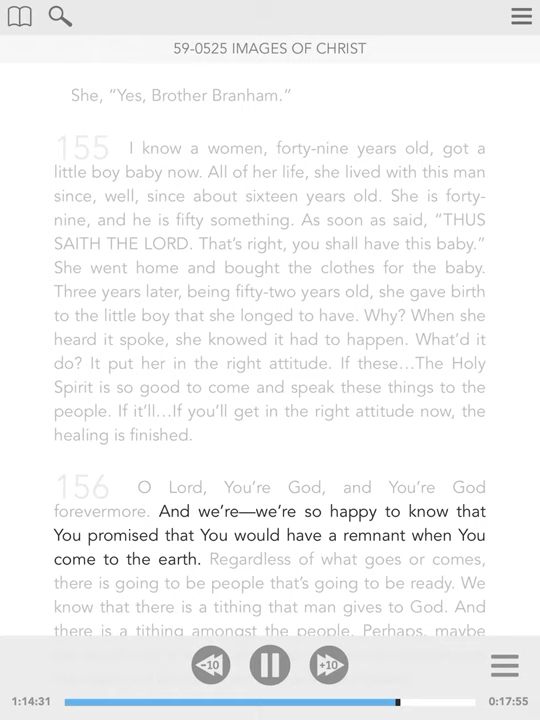 59-0525 IMAGES OF CHRIST
She, “Yes, Brother Branham.“
155 I know a women, forty-nine years old, got a
little boy baby now. All of her life, she lived with this man
since, well, since about sixteen years old. She is forty-
nine, and he is fifty something. As soon as said, “THUS
SAITH THE LORD. That’s right, you shall have this baby.”
She went home and bought the clothes for the baby.
Three years later, being fifty-two years old, she gave birth
to the little boy that she longed to have. Why? When she
heard it spoke, she knowed it had to happen. What’d it
do? It put her in the right attitude. If these…The Holy
Spirit is so good to come and speak these things to the
people. If it’ll…If you’ll get in the right attitude now, the
healing is finished.
156 O Lord, You’re God, and You’re God
forevermore. And we’re—we’re so happy to know that
You promised that You would have a remnant when You
come to the earth. Regardless of what goes or comes,
there is going to be people that’s going to be ready. We
know that there is a tithing that man gives to God. And
there is a tithing amongst the people. Perhaps, maybe
-10
+10
1:14:31
0:17:55